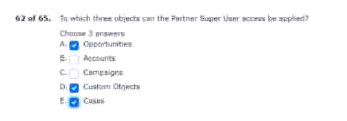 62 of 65. To which three objects can the Partner Super User access be applied?
Choose 3 answers
A. Opportunities
B. Accounts
C. Campaigns
D. Custom Objects
E. Cases